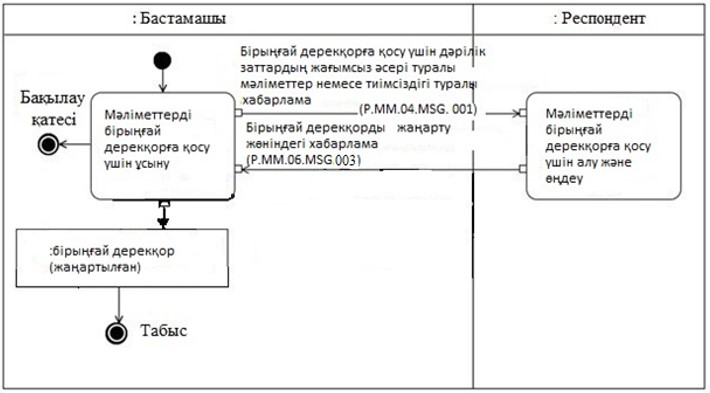 : Бастамашы
: Респондент
Бірыңғай дерекқорға қосу үшін дәрілік
заттардың жағымсыз әсері туралы
мәліметтер немесе тиімсіздігі туралы
хабарлама
(P.MM.04.MSG. 001)
Бақылау
қатесі
Мәліметтерді
бірыңғай
дерекқорға қосу
үшін ұсыну
Бірыңғай дерекқорды жаңарту
жөніндегі хабарлама
(P.MM.06.MSG.003)
Мәліметтерді
бірыңғай
дерекқорға қосу
үшін алу және
өңдеу
:бірыңғай дерекқор
(жаңартылған)
Табыс